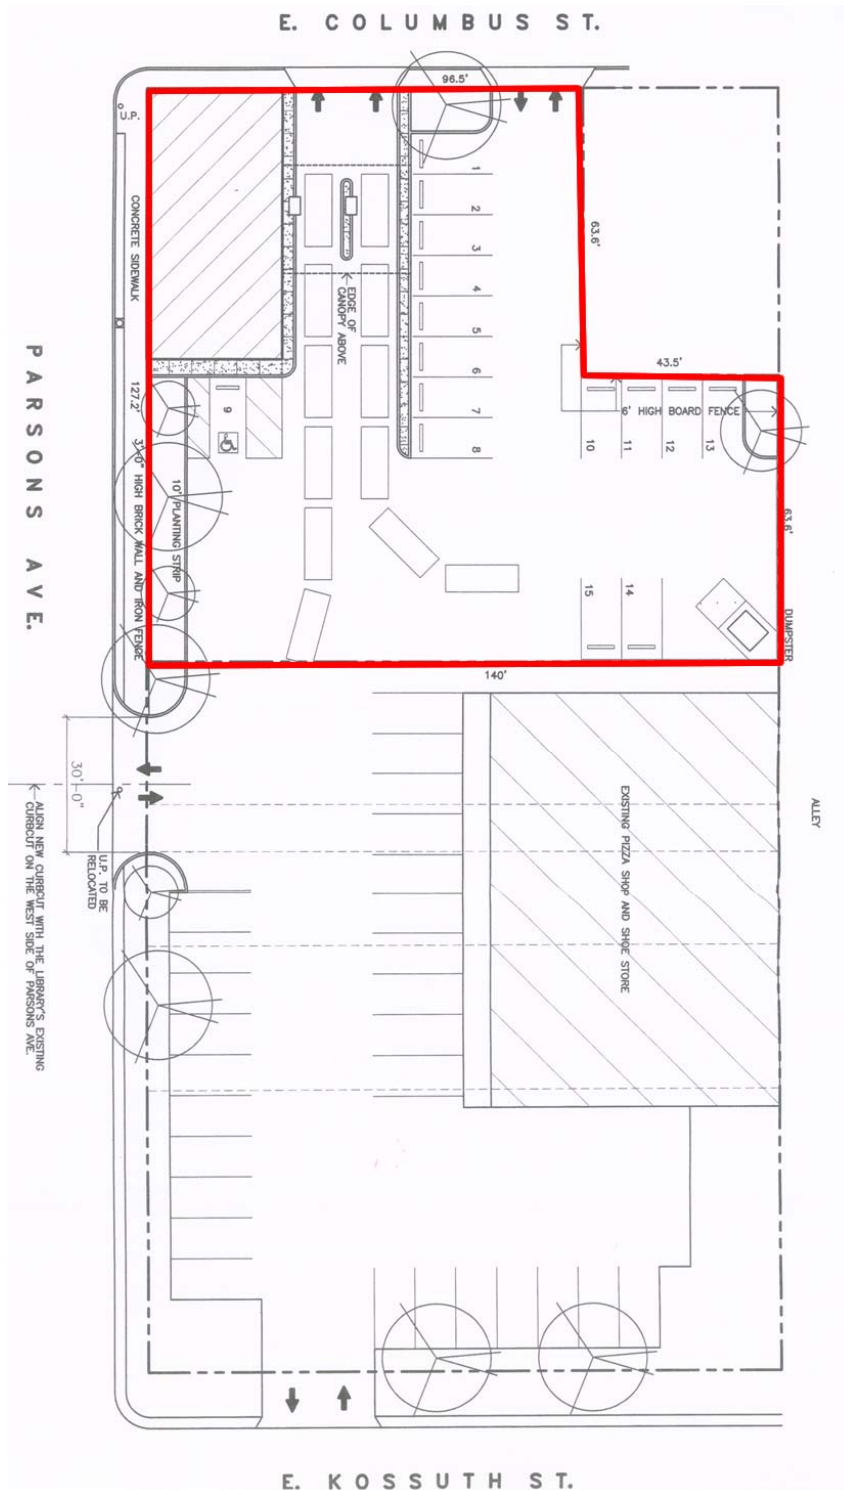 E. COLUMBUS ST.
96.5'
U.P.
CONCRETE SIDEWALK
1
2
3
4
5
6
7
8
63.6'
EDGE OF
CANOPY ABOVE
43.5'
6' HIGH BOARD FENCE
127.2'
9
10
11
12
13
3'-0" HIGH BRICK WALL AND IRON FENCE
10' PLANTING STRIP
PARSONS AVE.
63.6'
15
14
DUMPSTER
140'
30'-0"
U.P. TO BE
RELOCATED
ALIGN NEW CURBCUT WITH THE LIBRARY'S EXISTING
CURBCUT ON THE WEST SIDE OF PARSONS AVE.
EXISTING PIZZA SHOP AND SHOE STORE
ALLEY
E. KOSSUTH ST.